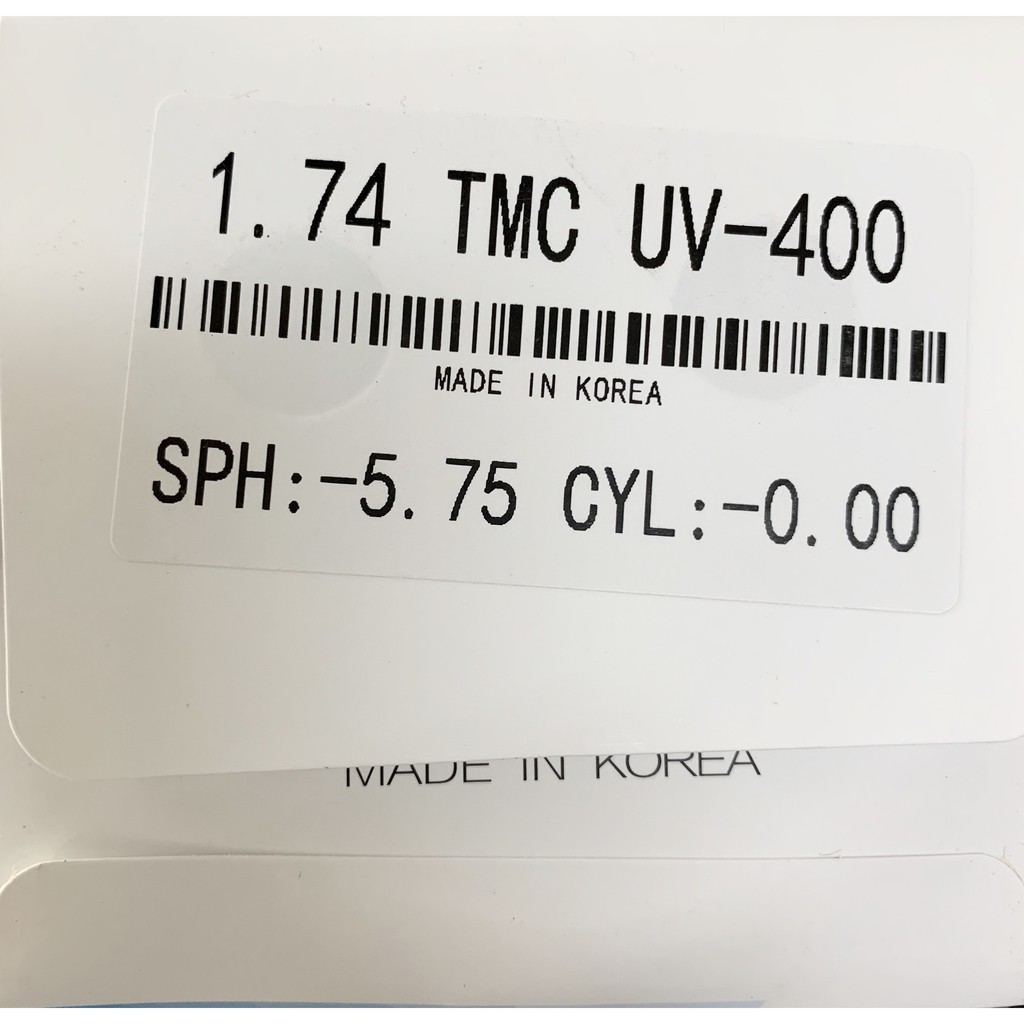 1.74 TMC UV-400
MADE IN KOREA
SPH:-5.75 CYL:-0.00
MADE IN KOREA